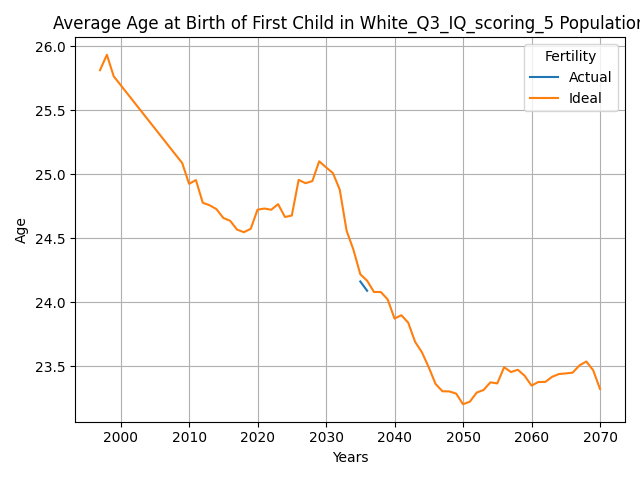 Average Age at Birth of First Child in White_Q3_IQ_scoring_5 Population
Fertility
Actual
Ideal
26.0
25.5
25.0
24.5
24.0
23.5
Age
2000
2010
2020
2030
2040
2050
2060
2070
Years